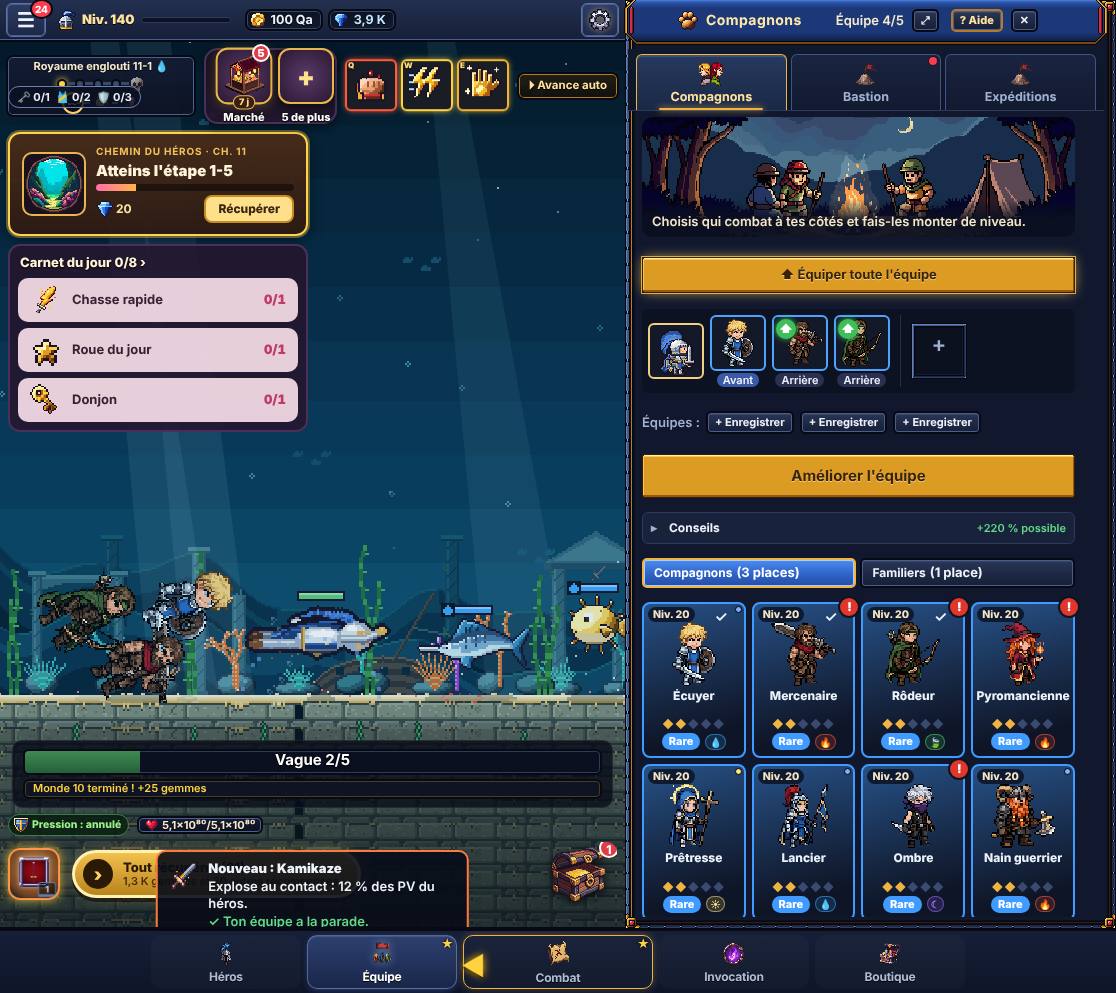 24
Niv. 140
100 Qa
3,9 K
Compagnons
Équipe 4/5
? Aide
Royaume englouti 11-1
0/1
0/2
0/3
5
7 j
Marché
+
5 de plus
Q
W
E
Avance auto
Compagnons
Bastion
Expéditions
CHEMIN DU HÉROS · CH. 11
Atteins l'étape 1-5
20
Récupérer
Choisis qui combat à tes côtés et fais-les monter de niveau.
Carnet du jour 0/8 ›
Chasse rapide
0/1
Roue du jour
0/1
Donjon
0/1
Équiper toute l'équipe
Avant
Arrière
Arrière
+
Équipes :
+ Enregistrer
+ Enregistrer
+ Enregistrer
Améliorer l'équipe
Conseils
+220 % possible
Compagnons (3 places)
Familiers (1 place)
Niv. 20
Niv. 20
!
Niv. 20
!
Niv. 20
!
Écuyer
Mercenaire
Rôdeur
Pyromancienne
Rare
Rare
Rare
Rare
Niv. 20
Niv. 20
Niv. 20
!
Niv. 20
Prêtresse
Lancier
Ombre
Nain guerrier
Rare
Rare
Rare
Rare
Vague 2/5
Monde 10 terminé ! +25 gemmes
Pression : annulé
5,1×10⁸⁰/5,1×10⁸⁰
1
Tout
1,3 K
Nouveau : Kamikaze
Explose au contact : 12 % des PV du
héros.
✓ Ton équipe a la parade.
1
Héros
Équipe
Combat
Invocation
Boutique